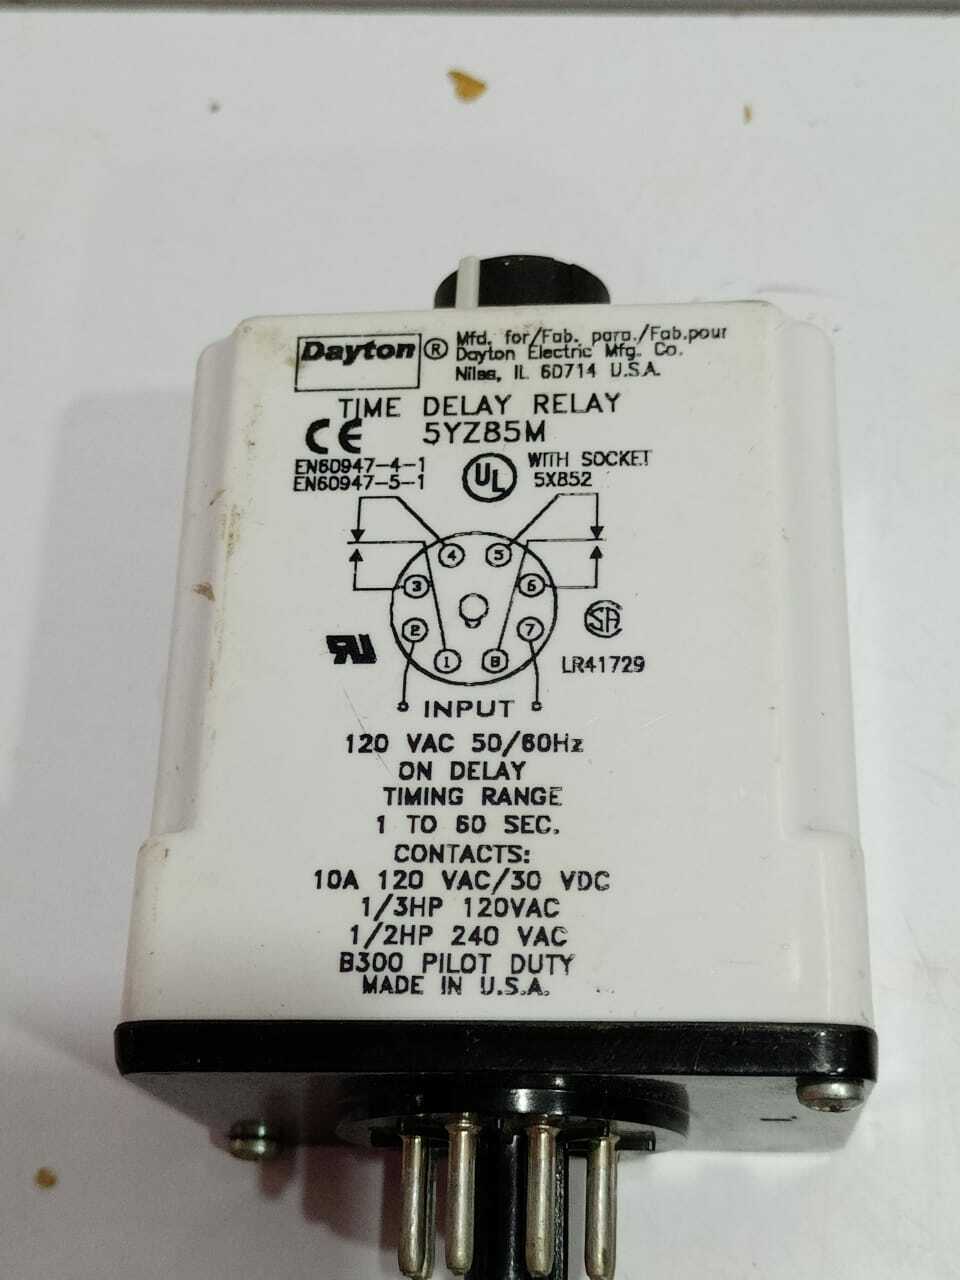 Dayton ® Mfd. for/Fab. para./Fab.pour
Dayton Electric Mfg. Co.
Niles, IL 60714 U.S.A.
TIME DELAY RELAY
CE 5YZ85M
EN60947-4-1
EN60947-5-1
UL
WITH SOCKET
5X852
4 5
3 6
2 7
1 8
RU
SA
LR41729
INPUT
120 VAC 50/60Hz
ON DELAY
TIMING RANGE
1 TO 60 SEC.
CONTACTS:
10A 120 VAC/30 VDC
1/3HP 120VAC
1/2HP 240 VAC
B300 PILOT DUTY
MADE IN U.S.A.